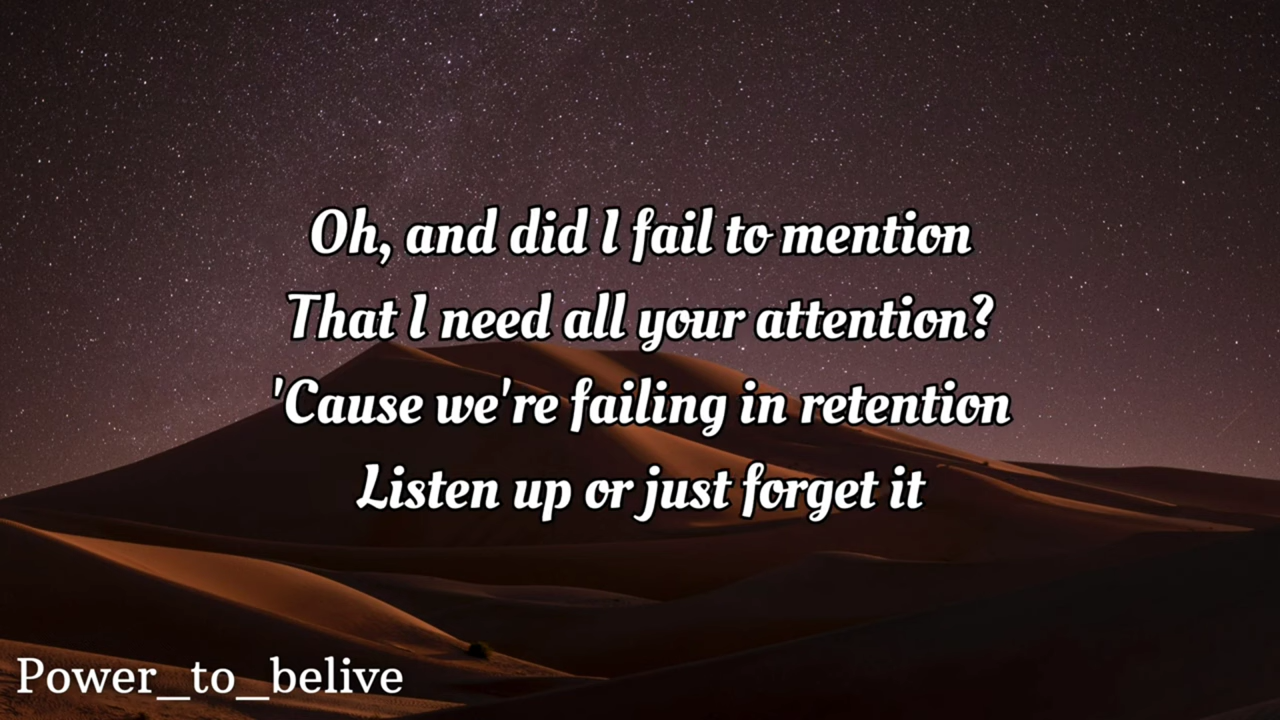 Oh, and did I fail to mention
That I need all your attention?
'Cause we're failing in retention
Listen up or just forget it
Power_to_belive